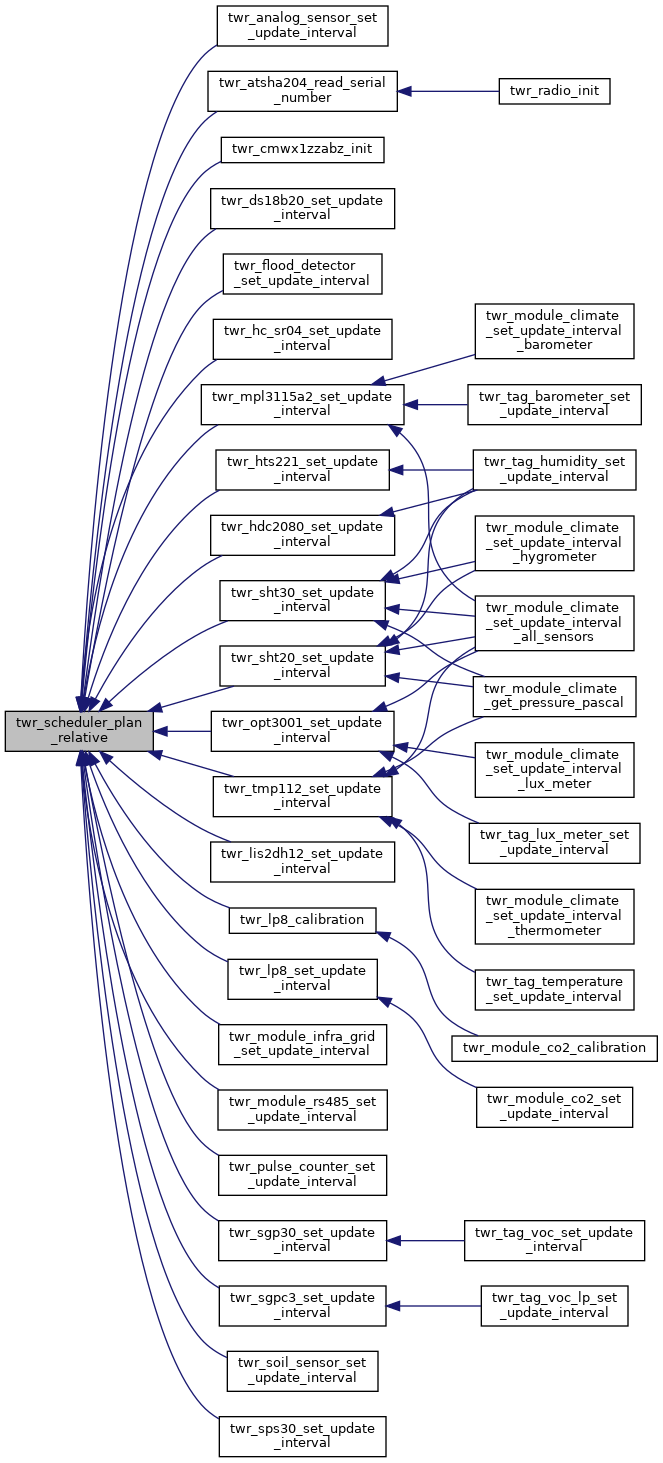 twr_scheduler_plan
_relative
twr_analog_sensor_set
_update_interval
twr_atsha204_read_serial
_number
twr_cmwx1zzabz_init
twr_ds18b20_set_update
_interval
twr_flood_detector
_set_update_interval
twr_hc_sr04_set_update
_interval
twr_mpl3115a2_set_update
_interval
twr_hts221_set_update
_interval
twr_hdc2080_set_update
_interval
twr_sht30_set_update
_interval
twr_sht20_set_update
_interval
twr_opt3001_set_update
_interval
twr_tmp112_set_update
_interval
twr_lis2dh12_set_update
_interval
twr_lp8_calibration
twr_lp8_set_update
_interval
twr_module_infra_grid
_set_update_interval
twr_module_rs485_set
_update_interval
twr_pulse_counter_set
_update_interval
twr_sgp30_set_update
_interval
twr_sgpc3_set_update
_interval
twr_soil_sensor_set
_update_interval
twr_sps30_set_update
_interval
twr_radio_init
twr_module_climate
_set_update_interval
_barometer
twr_tag_barometer_set
_update_interval
twr_tag_humidity_set
_update_interval
twr_module_climate
_set_update_interval
_hygrometer
twr_module_climate
_set_update_interval
_all_sensors
twr_module_climate
_get_pressure_pascal
twr_module_climate
_set_update_interval
_lux_meter
twr_tag_lux_meter_set
_update_interval
twr_module_climate
_set_update_interval
_thermometer
twr_tag_temperature
_set_update_interval
twr_module_co2_calibration
twr_module_co2_set
_update_interval
twr_tag_voc_set_update
_interval
twr_tag_voc_lp_set
_update_interval